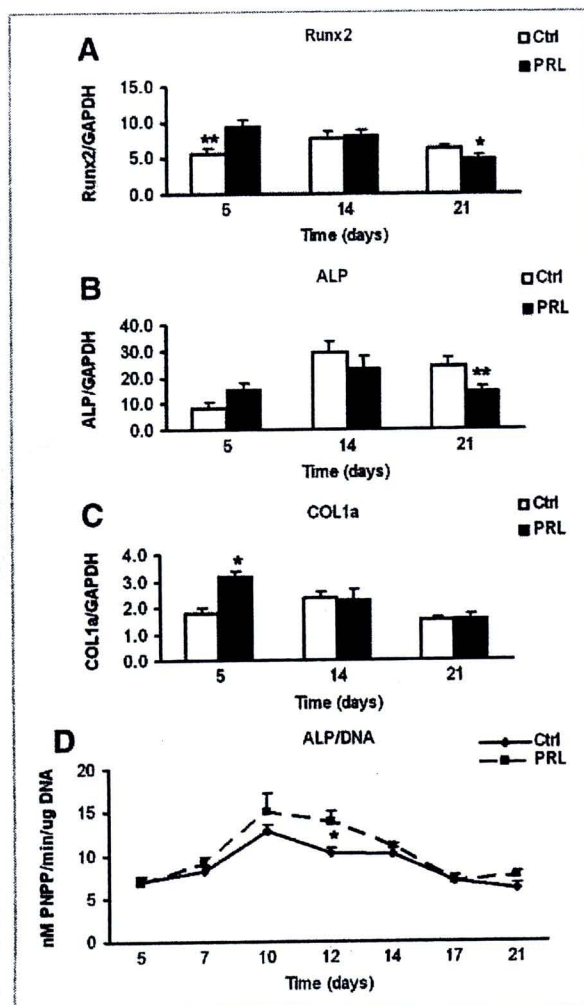 A
Runx2
Ctrl
PRL
Runx2/GAPDH
10.0
5.0
0.0
**
*
5 14 21
Time (days)
B
ALP
Ctrl
PRL
ALP/GAPDH
40.0
30.0
20.0
10.0
0.0
**
5 14 21
Time (days)
C
COL1a
Ctrl
PRL
COL1a/GAPDH
4.0
3.0
2.0
1.0
0.0
*
5 14 21
Time (days)
D
ALP/DNA
Ctrl
PRL
nM PNPP/min/ug DNA
20
15
10
5
0
*
5 7 10 12 14 17 21
Time (days)